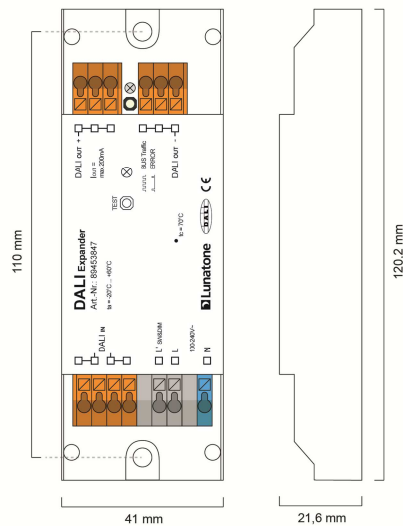 DALI OUT +
IOUT =
max.200mA
BUS Traffic
ERROR
DALI OUT -
TEST
DALI Expander
Art.-Nr.: 89453847
ta = -20°C ... +60°C
tc = 70°C
Lunatone
DALI
CE
DALI IN
L' SW&DIM
L
130-240V~
N
110 mm
120.2 mm
41 mm
21,6 mm